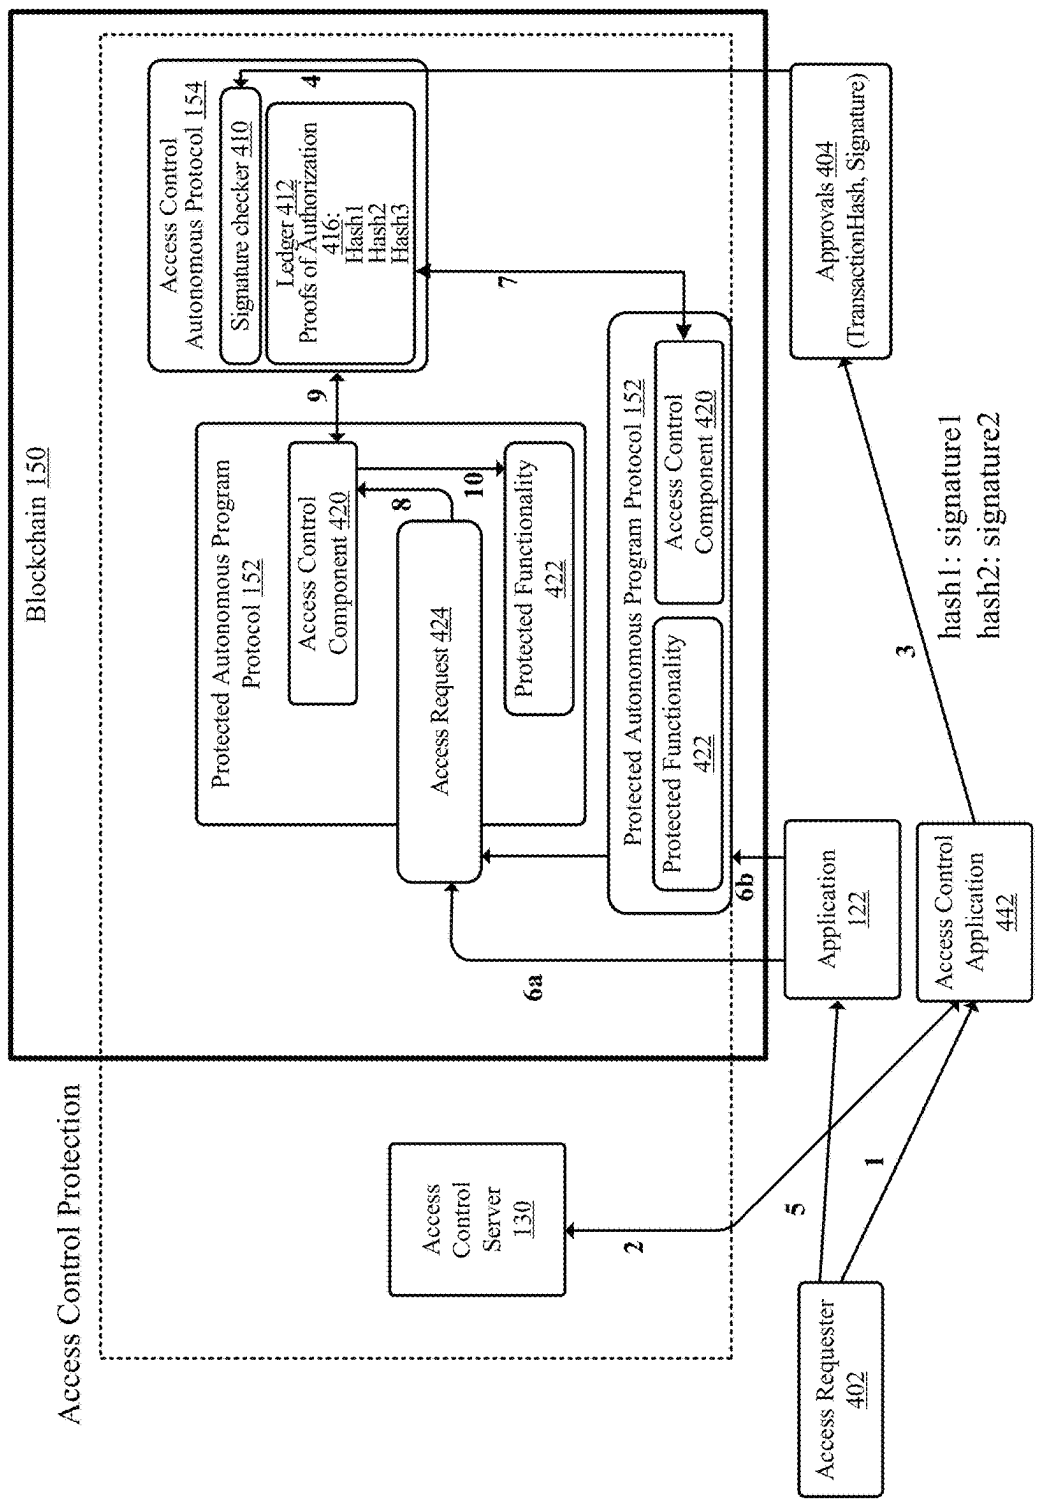 Access Control Protection
Blockchain 150
Access Control
Autonomous Protocol 154
Signature checker 410
Ledger 412
Proofs of Authorization
416:
Hash1
Hash2
Hash3
4
9
7
Protected Autonomous Program
Protocol 152
Access Control
Component 420
8
10
Access Request 424
Protected Functionality
422
Protected Autonomous Program Protocol 152
Protected Functionality
422
Access Control
Component 420
6a
6b
Access
Control
Server
130
2
Access Requester
402
5
1
Application
122
Access Control
Application
442
3
Approvals 404
(TransactionHash, Signature)
hash1: signature1
hash2: signature2